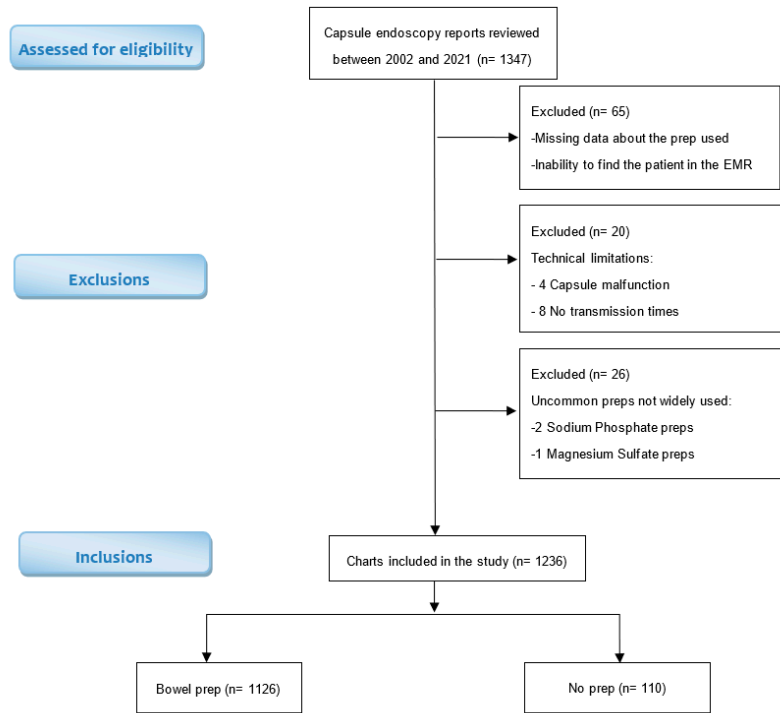 Assessed for eligibility
Capsule endoscopy reports reviewed
between 2002 and 2021 (n= 1347)
Excluded (n= 65)
-Missing data about the prep used
-Inability to find the patient in the EMR
Excluded (n= 20)
Technical limitations:
- 4 Capsule malfunction
- 8 No transmission times
Exclusions
Excluded (n= 26)
Uncommon preps not widely used:
-2 Sodium Phosphate preps
-1 Magnesium Sulfate preps
Inclusions
Charts included in the study (n= 1236)
Bowel prep (n= 1126)
No prep (n= 110)